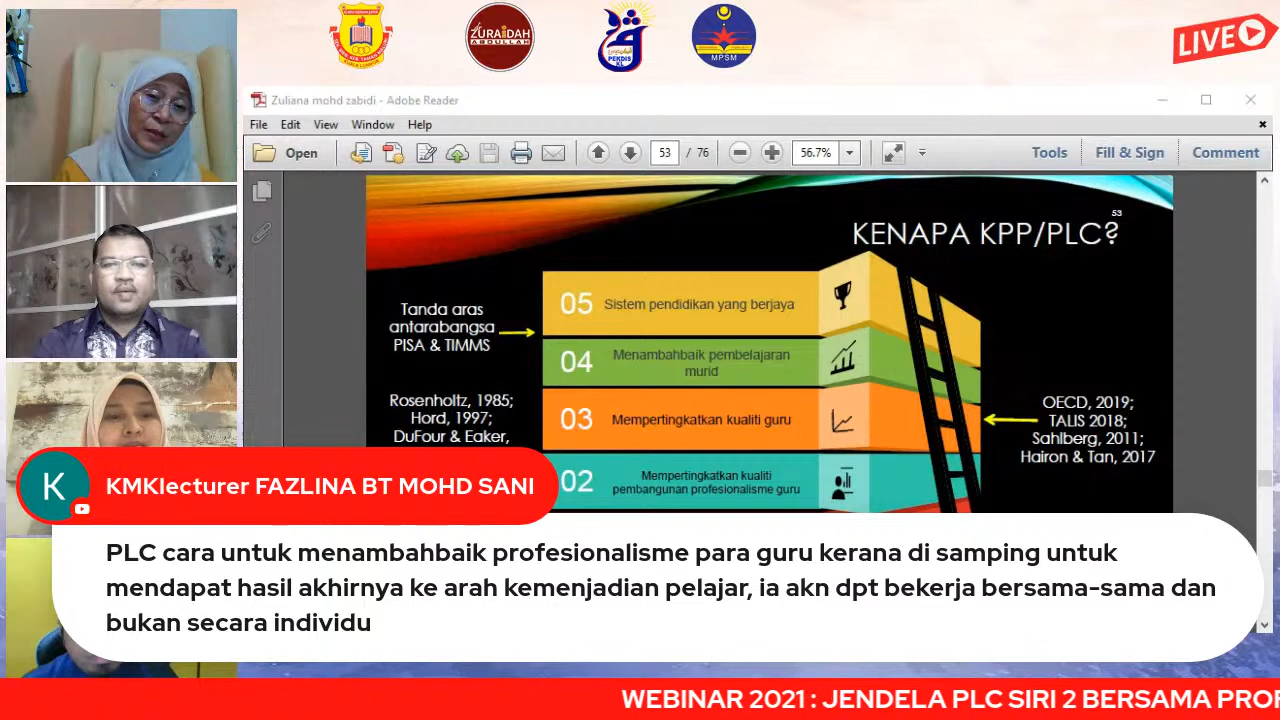 ZURAIDAH
ABDULLAH
PEKDIS
KL
MPSM
LIVE
Zuliana mohd zabidi - Adobe Reader
File Edit View Window Help
Open 53 / 76 56.7% Tools Fill & Sign Comment
53
KENAPA KPP/PLC?
Tanda aras
antarabangsa
PISA & TIMMS
05 Sistem pendidikan yang berjaya
04 Menambahbaik pembelajaran
murid
Rosenholtz, 1985;
Hord, 1997;
DuFour & Eaker,
03 Mempertingkatkan kualiti guru
02 Mempertingkatkan kualiti
pembangunan profesionalisme guru
OECD, 2019;
TALIS 2018;
Sahlberg, 2011;
Hairon & Tan, 2017
K
KMKlecturer FAZLINA BT MOHD SANI
PLC cara untuk menambahbaik profesionalisme para guru kerana di samping untuk
mendapat hasil akhirnya ke arah kemenjadian pelajar, ia akn dpt bekerja bersama-sama dan
bukan secara individu
WEBINAR 2021 : JENDELA PLC SIRI 2 BERSAMA PROF